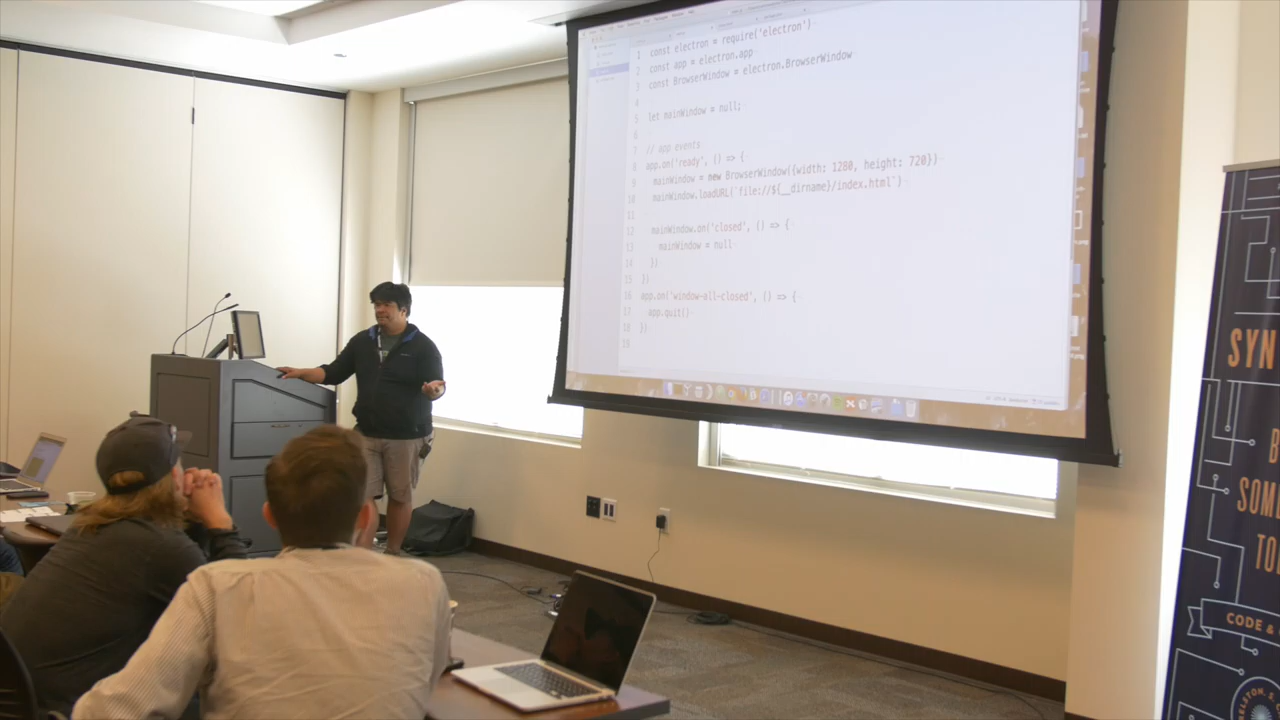 1 const electron = require('electron')
2 const app = electron.app
3 const BrowserWindow = electron.BrowserWindow
4
5 let mainWindow = null;
6
7 // app events
8 app.on('ready', () => {
9 mainWindow = new BrowserWindow({width: 1280, height: 720})
10 mainWindow.loadURL(`file://${__dirname}/index.html`)
11
12 mainWindow.on('closed', () => {
13 mainWindow = null
14 })
15 })
16 app.on('window-all-closed', () => {
17 app.quit()
18 })
19
SYN
B
SOM
TO
CODE &